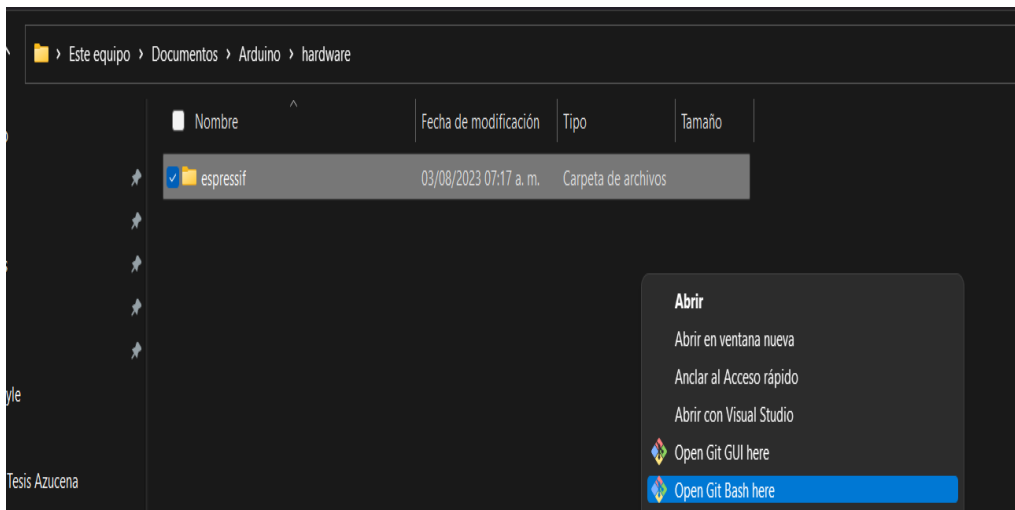 Este equipo > Documentos > Arduino > hardware
Nombre Fecha de modificación Tipo Tamaño
espressif 03/08/2023 07:17 a. m. Carpeta de archivos
Abrir
Abrir en ventana nueva
Anclar al Acceso rápido
Abrir con Visual Studio
Open Git GUI here
Open Git Bash here
yle
Tesis Azucena